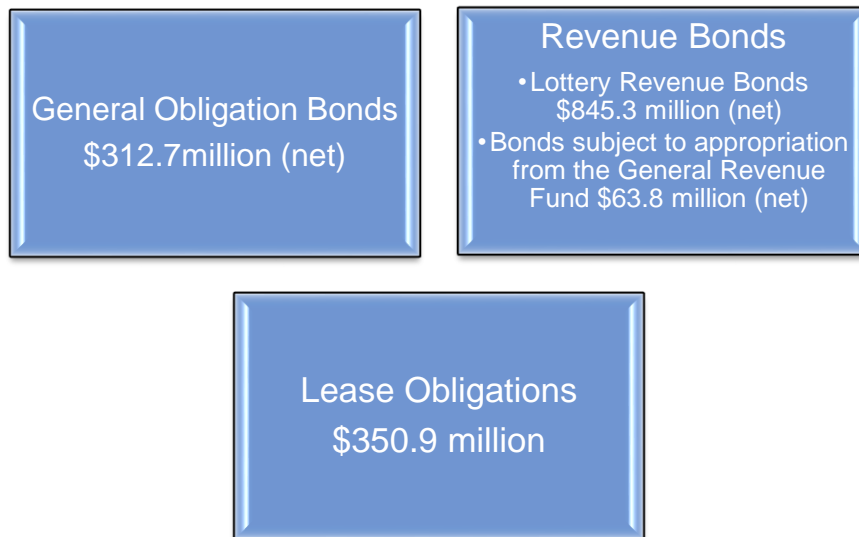 General Obligation Bonds
$312.7million (net)
Revenue Bonds
•Lottery Revenue Bonds
$845.3 million (net)
•Bonds subject to appropriation
from the General Revenue
Fund $63.8 million (net)
Lease Obligations
$350.9 million